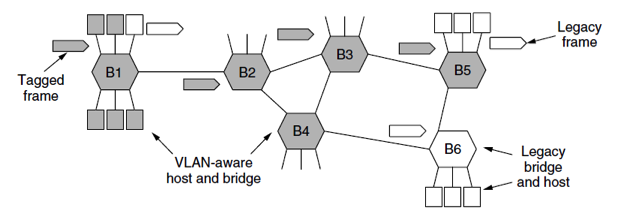 Legacy
frame
B3
B1
B2
B5
Tagged
frame
B4
B6
VLAN-aware
host and bridge
Legacy
bridge
and host